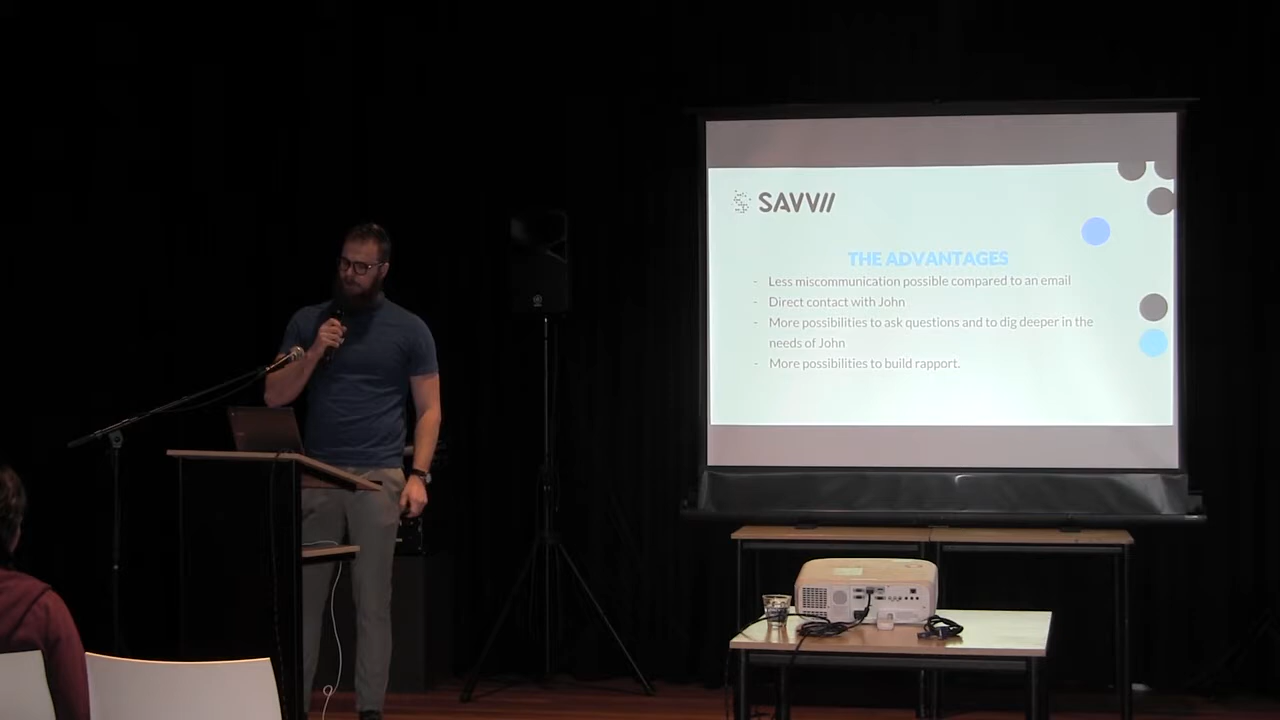 SAVVII
THE ADVANTAGES
- Less miscommunication possible compared to an email
- Direct contact with John
- More possibilities to ask questions and to dig deeper in the
needs of John
- More possibilities to build rapport.